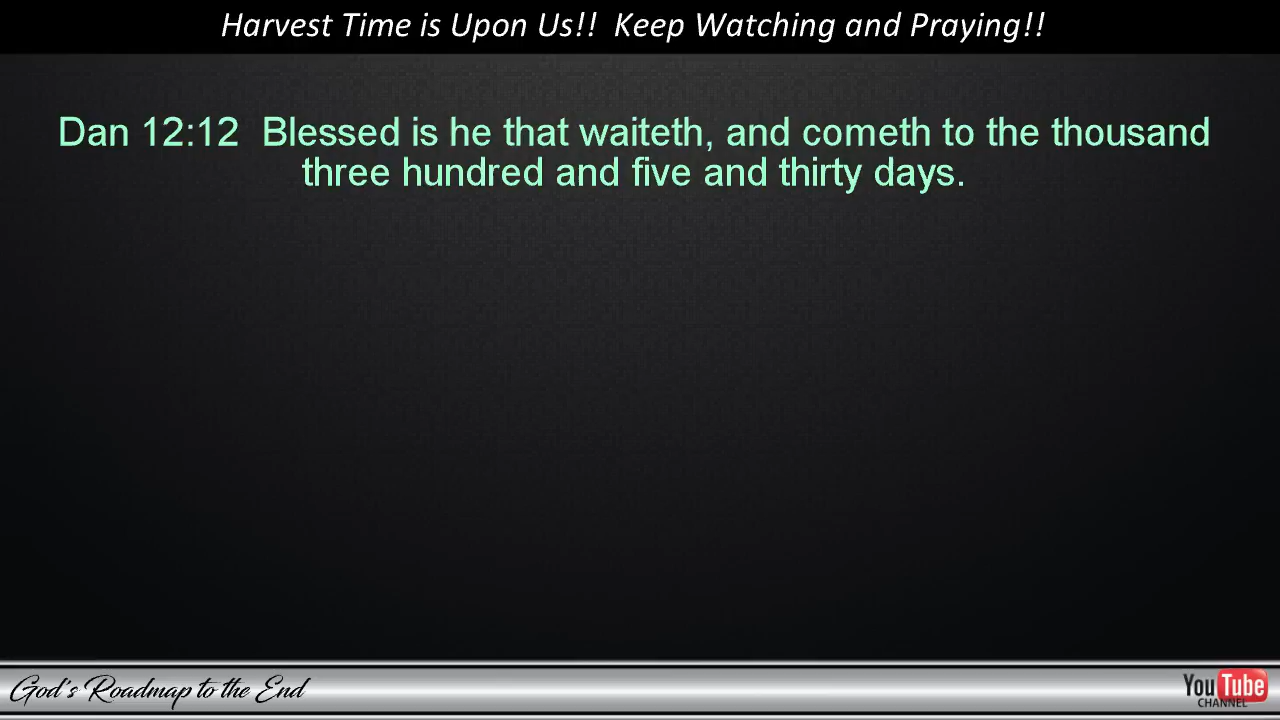 Harvest Time is Upon Us!!  Keep Watching and Praying!!
Dan 12:12  Blessed is he that waiteth, and cometh to the thousand
three hundred and five and thirty days.
God's Roadmap to the End
YouTube
CHANNEL